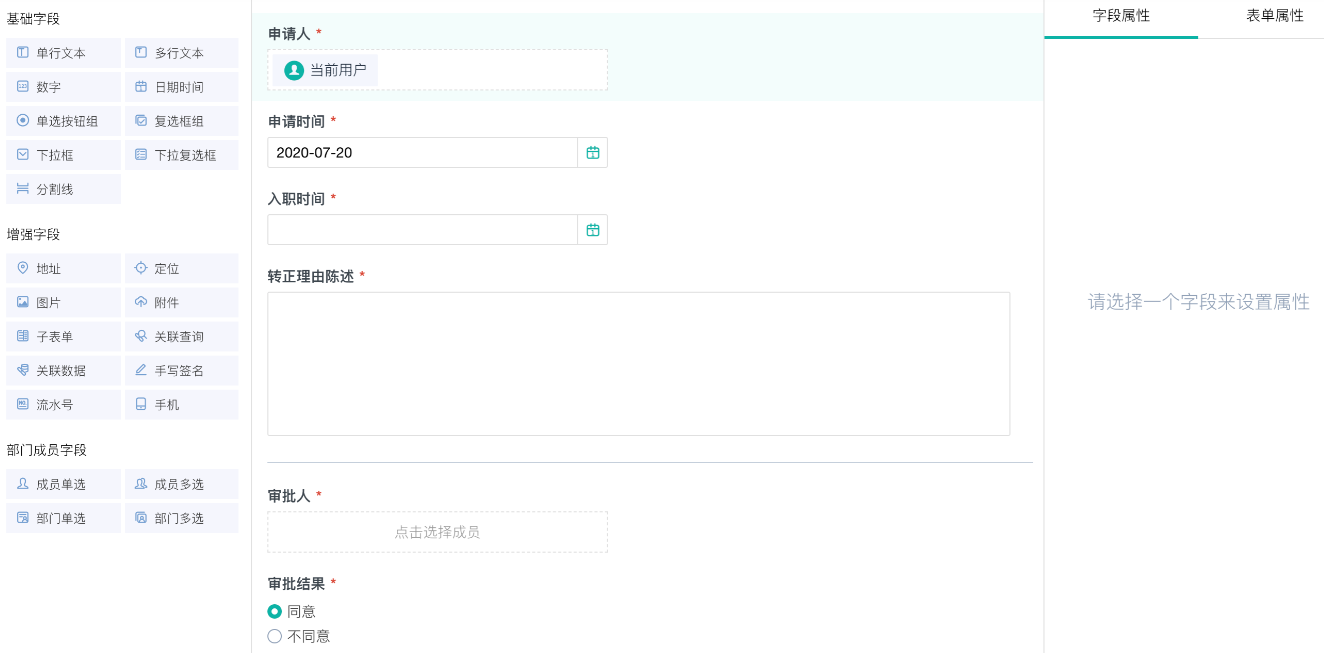 基础字段
单行文本
多行文本
数字
日期时间
单选按钮组
复选框组
下拉框
下拉复选框
分割线
增强字段
地址
定位
图片
附件
子表单
关联查询
关联数据
手写签名
流水号
手机
部门成员字段
成员单选
成员多选
部门单选
部门多选
申请人 *
当前用户
申请时间 *
2020-07-20
入职时间 *
转正理由陈述 *
审批人 *
点击选择成员
审批结果 *
同意
不同意
字段属性
表单属性
请选择一个字段来设置属性